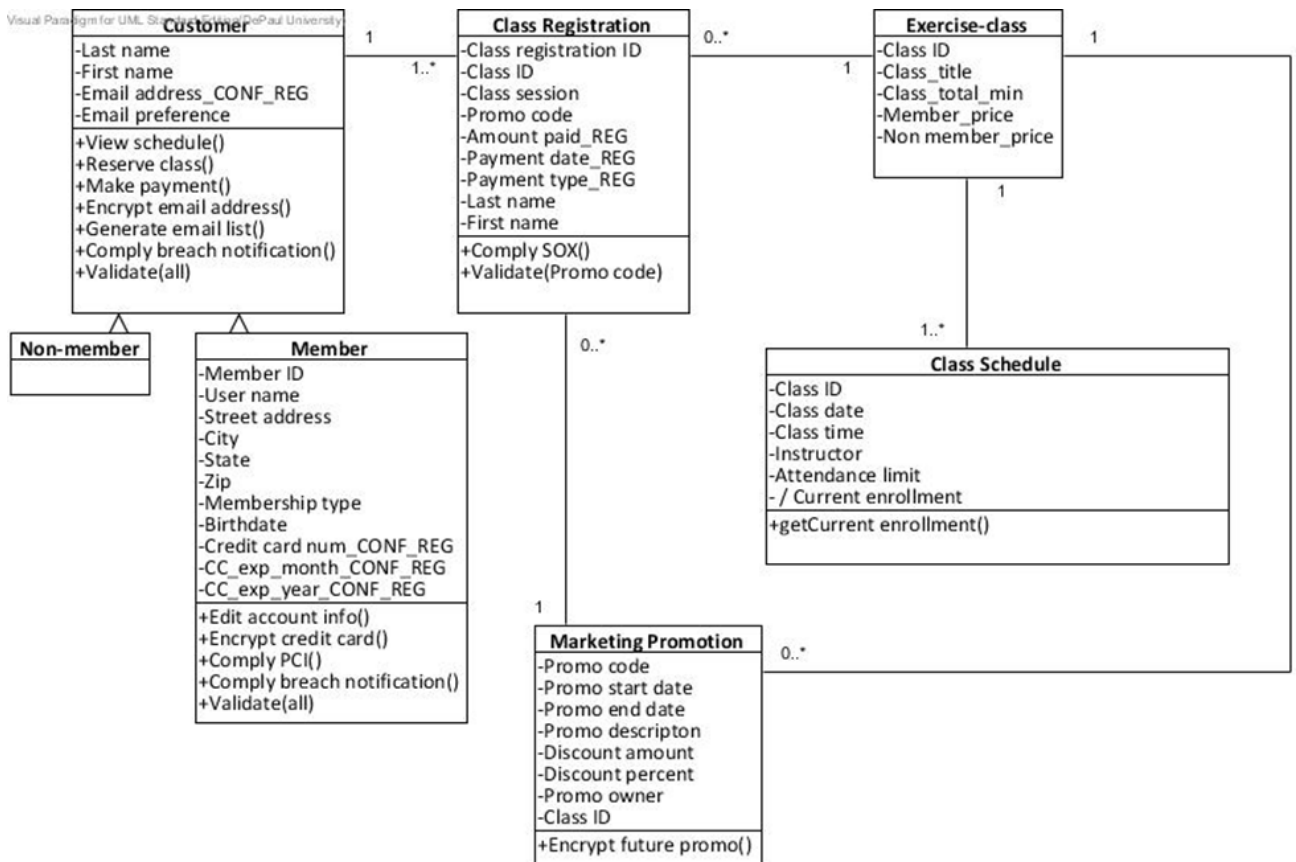 Visual Paradigm for UML Standard Edition(DePaul University)
Customer
-Last name
-First name
-Email address_CONF_REG
-Email preference
+View schedule()
+Reserve class()
+Make payment()
+Encrypt email address()
+Generate email list()
+Comply breach notification()
+Validate(all)
1
1..*
Class Registration
-Class registration ID
-Class ID
-Class session
-Promo code
-Amount paid_REG
-Payment date_REG
-Payment type_REG
-Last name
-First name
+Comply SOX()
+Validate(Promo code)
0..*
1
Exercise-class
-Class ID
-Class_title
-Class_total_min
-Member_price
-Non member_price
1
1
Non-member
Member
-Member ID
-User name
-Street address
-City
-State
-Zip
-Membership type
-Birthdate
-Credit card num_CONF_REG
-CC_exp_month_CONF_REG
-CC_exp_year_CONF_REG
+Edit account info()
+Encrypt credit card()
+Comply PCI()
+Comply breach notification()
+Validate(all)
0..*
1..*
Class Schedule
-Class ID
-Class date
-Class time
-Instructor
-Attendance limit
- / Current enrollment
+getCurrent enrollment()
1
Marketing Promotion
-Promo code
-Promo start date
-Promo end date
-Promo descripton
-Discount amount
-Discount percent
-Promo owner
-Class ID
+Encrypt future promo()
0..*